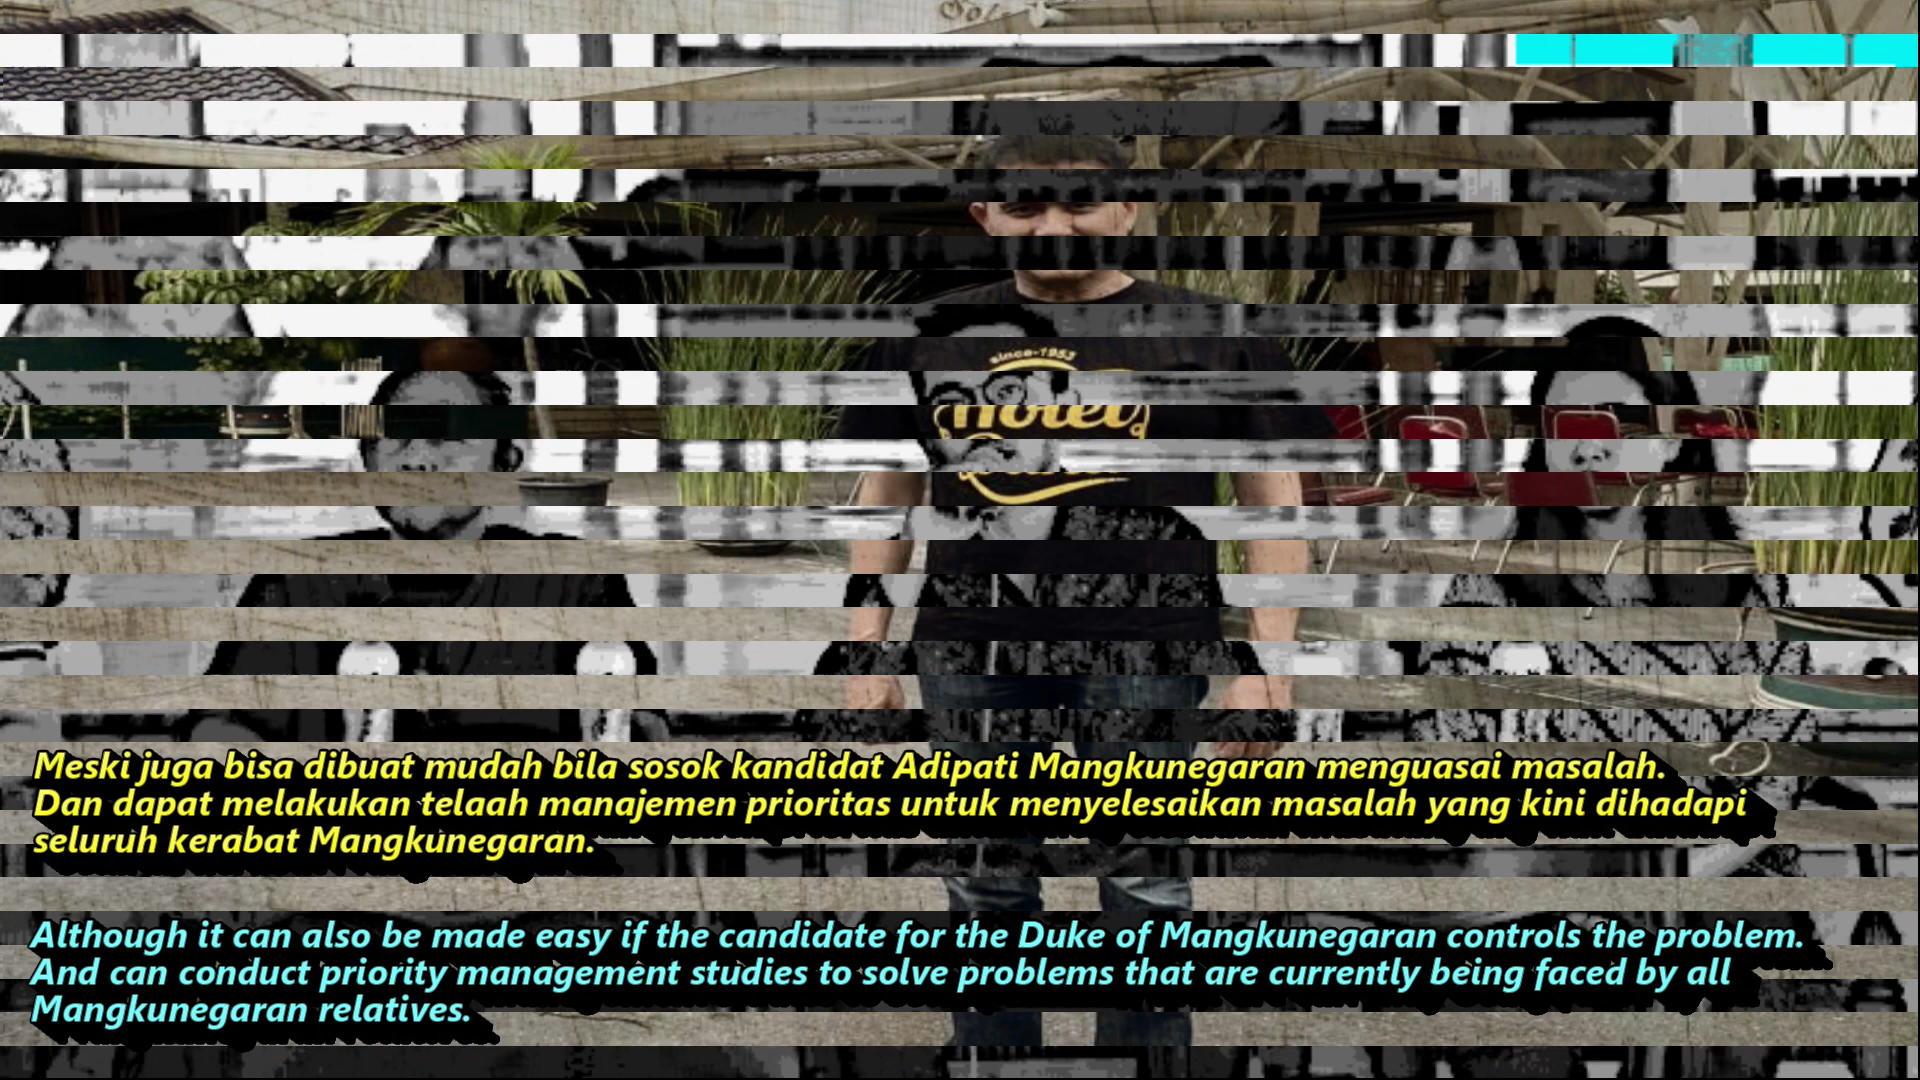 since-1953
Hotel
Meski juga bisa dibuat mudah bila sosok kandidat Adipati Mangkunegaran menguasai masalah.
Dan dapat melakukan telaah manajemen prioritas untuk menyelesaikan masalah yang kini dihadapi
seluruh kerabat Mangkunegaran.
Although it can also be made easy if the candidate for the Duke of Mangkunegaran controls the problem.
And can conduct priority management studies to solve problems that are currently being faced by all
Mangkunegaran relatives.